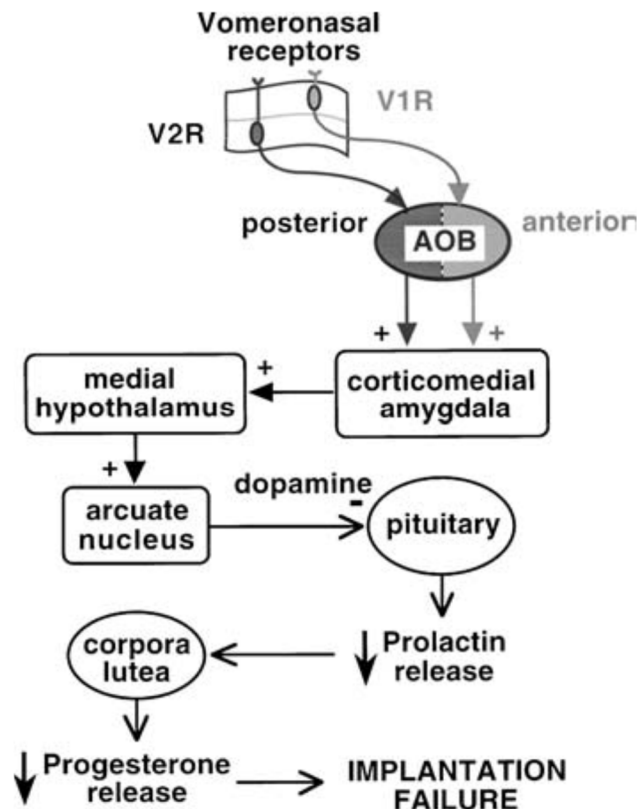 Vomeronasal
receptors
V1R
V2R
posterior
AOB
anterior
+
+
medial
hypothalamus
+
corticomedial
amygdala
+
arcuate
nucleus
dopamine
-
pituitary
corpora
lutea
Prolactin
release
Progesterone
release
IMPLANTATION
FAILURE